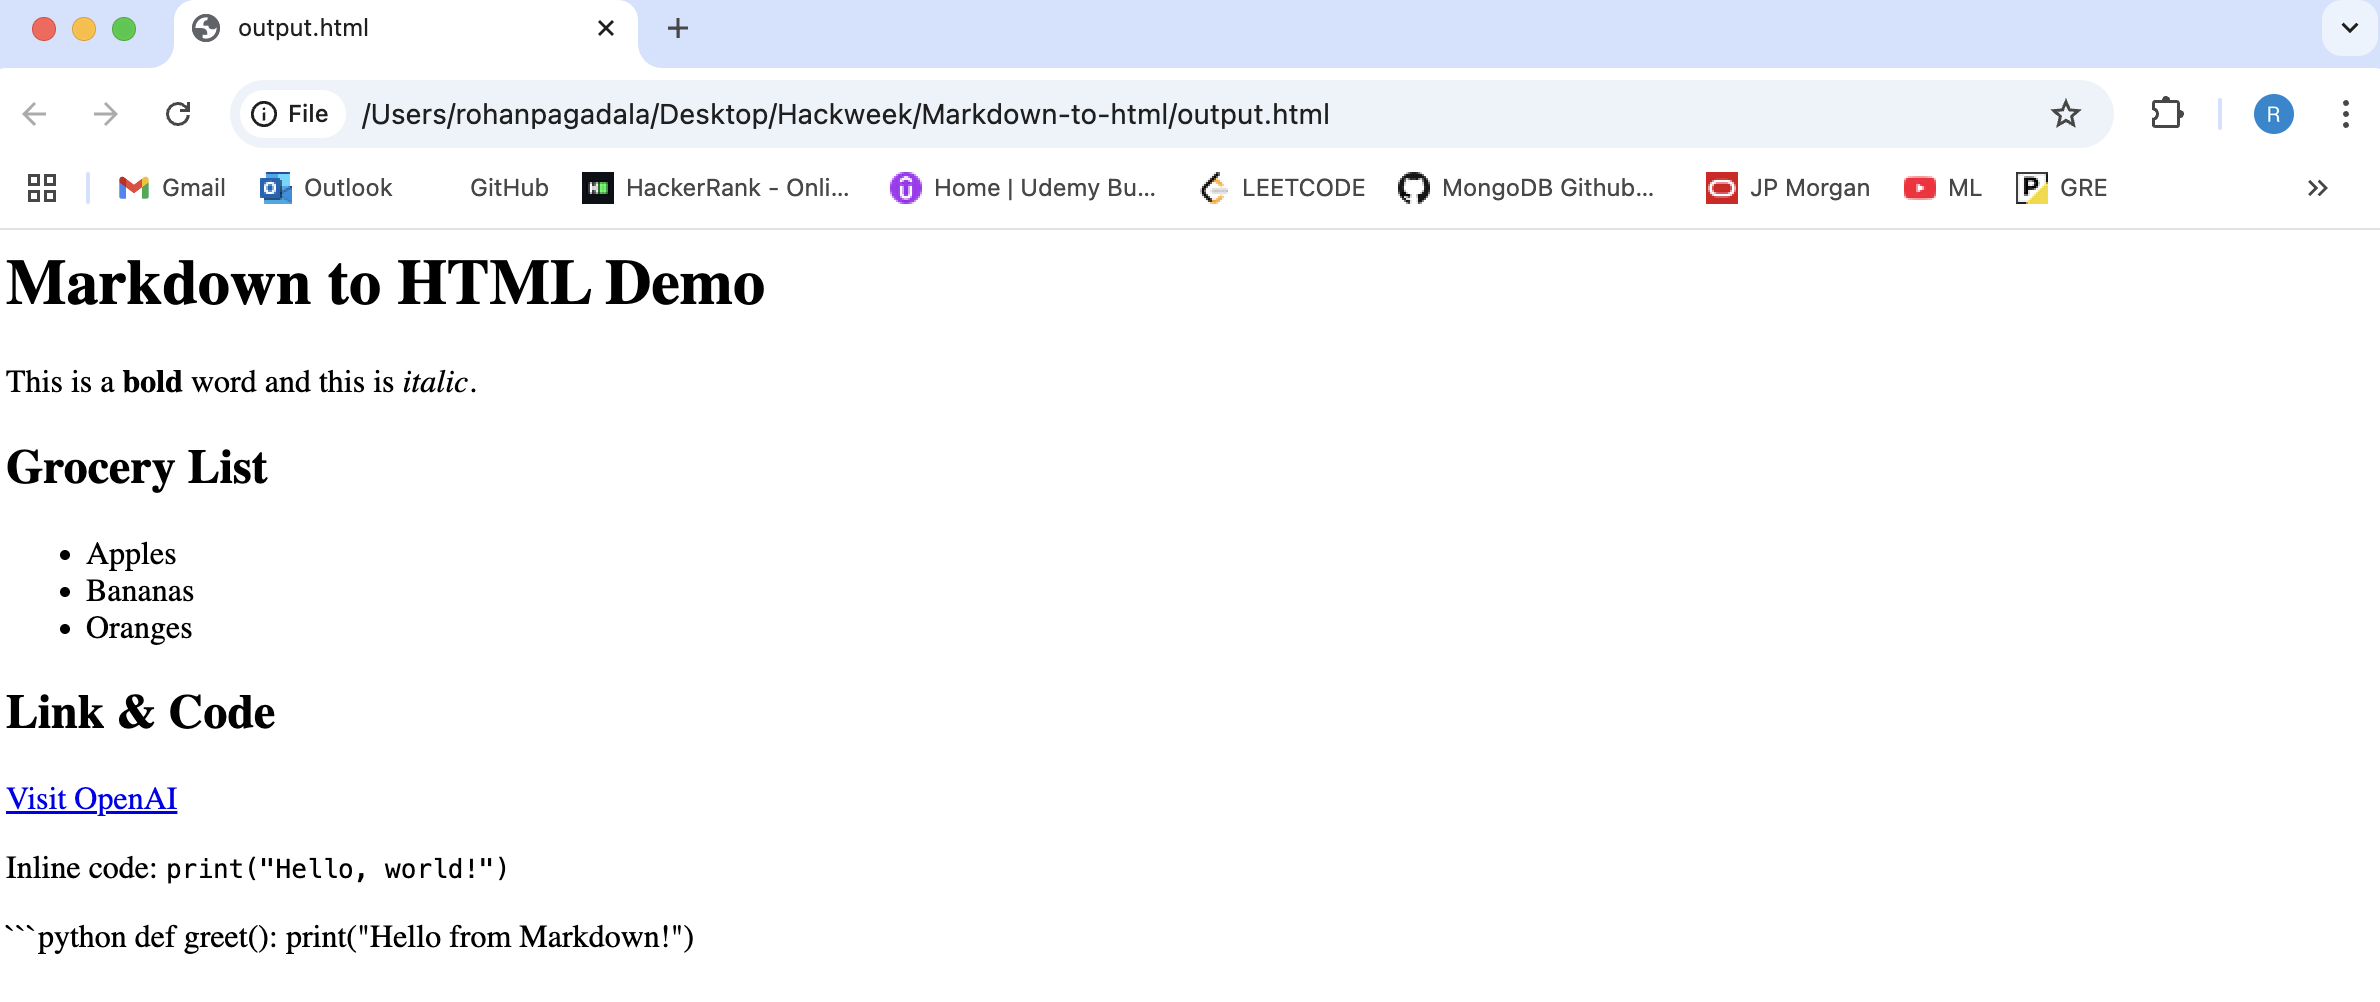 output.html
File /Users/rohanpagadala/Desktop/Hackweek/Markdown-to-html/output.html R
Gmail Outlook GitHub HackerRank - Onli... Home | Udemy Bu... LEETCODE MongoDB Github... JP Morgan ML GRE
Markdown to HTML Demo
This is a bold word and this is italic.
Grocery List
• Apples
• Bananas
• Oranges
Link & Code
Visit OpenAI
Inline code: print("Hello, world!")
```python def greet(): print("Hello from Markdown!")